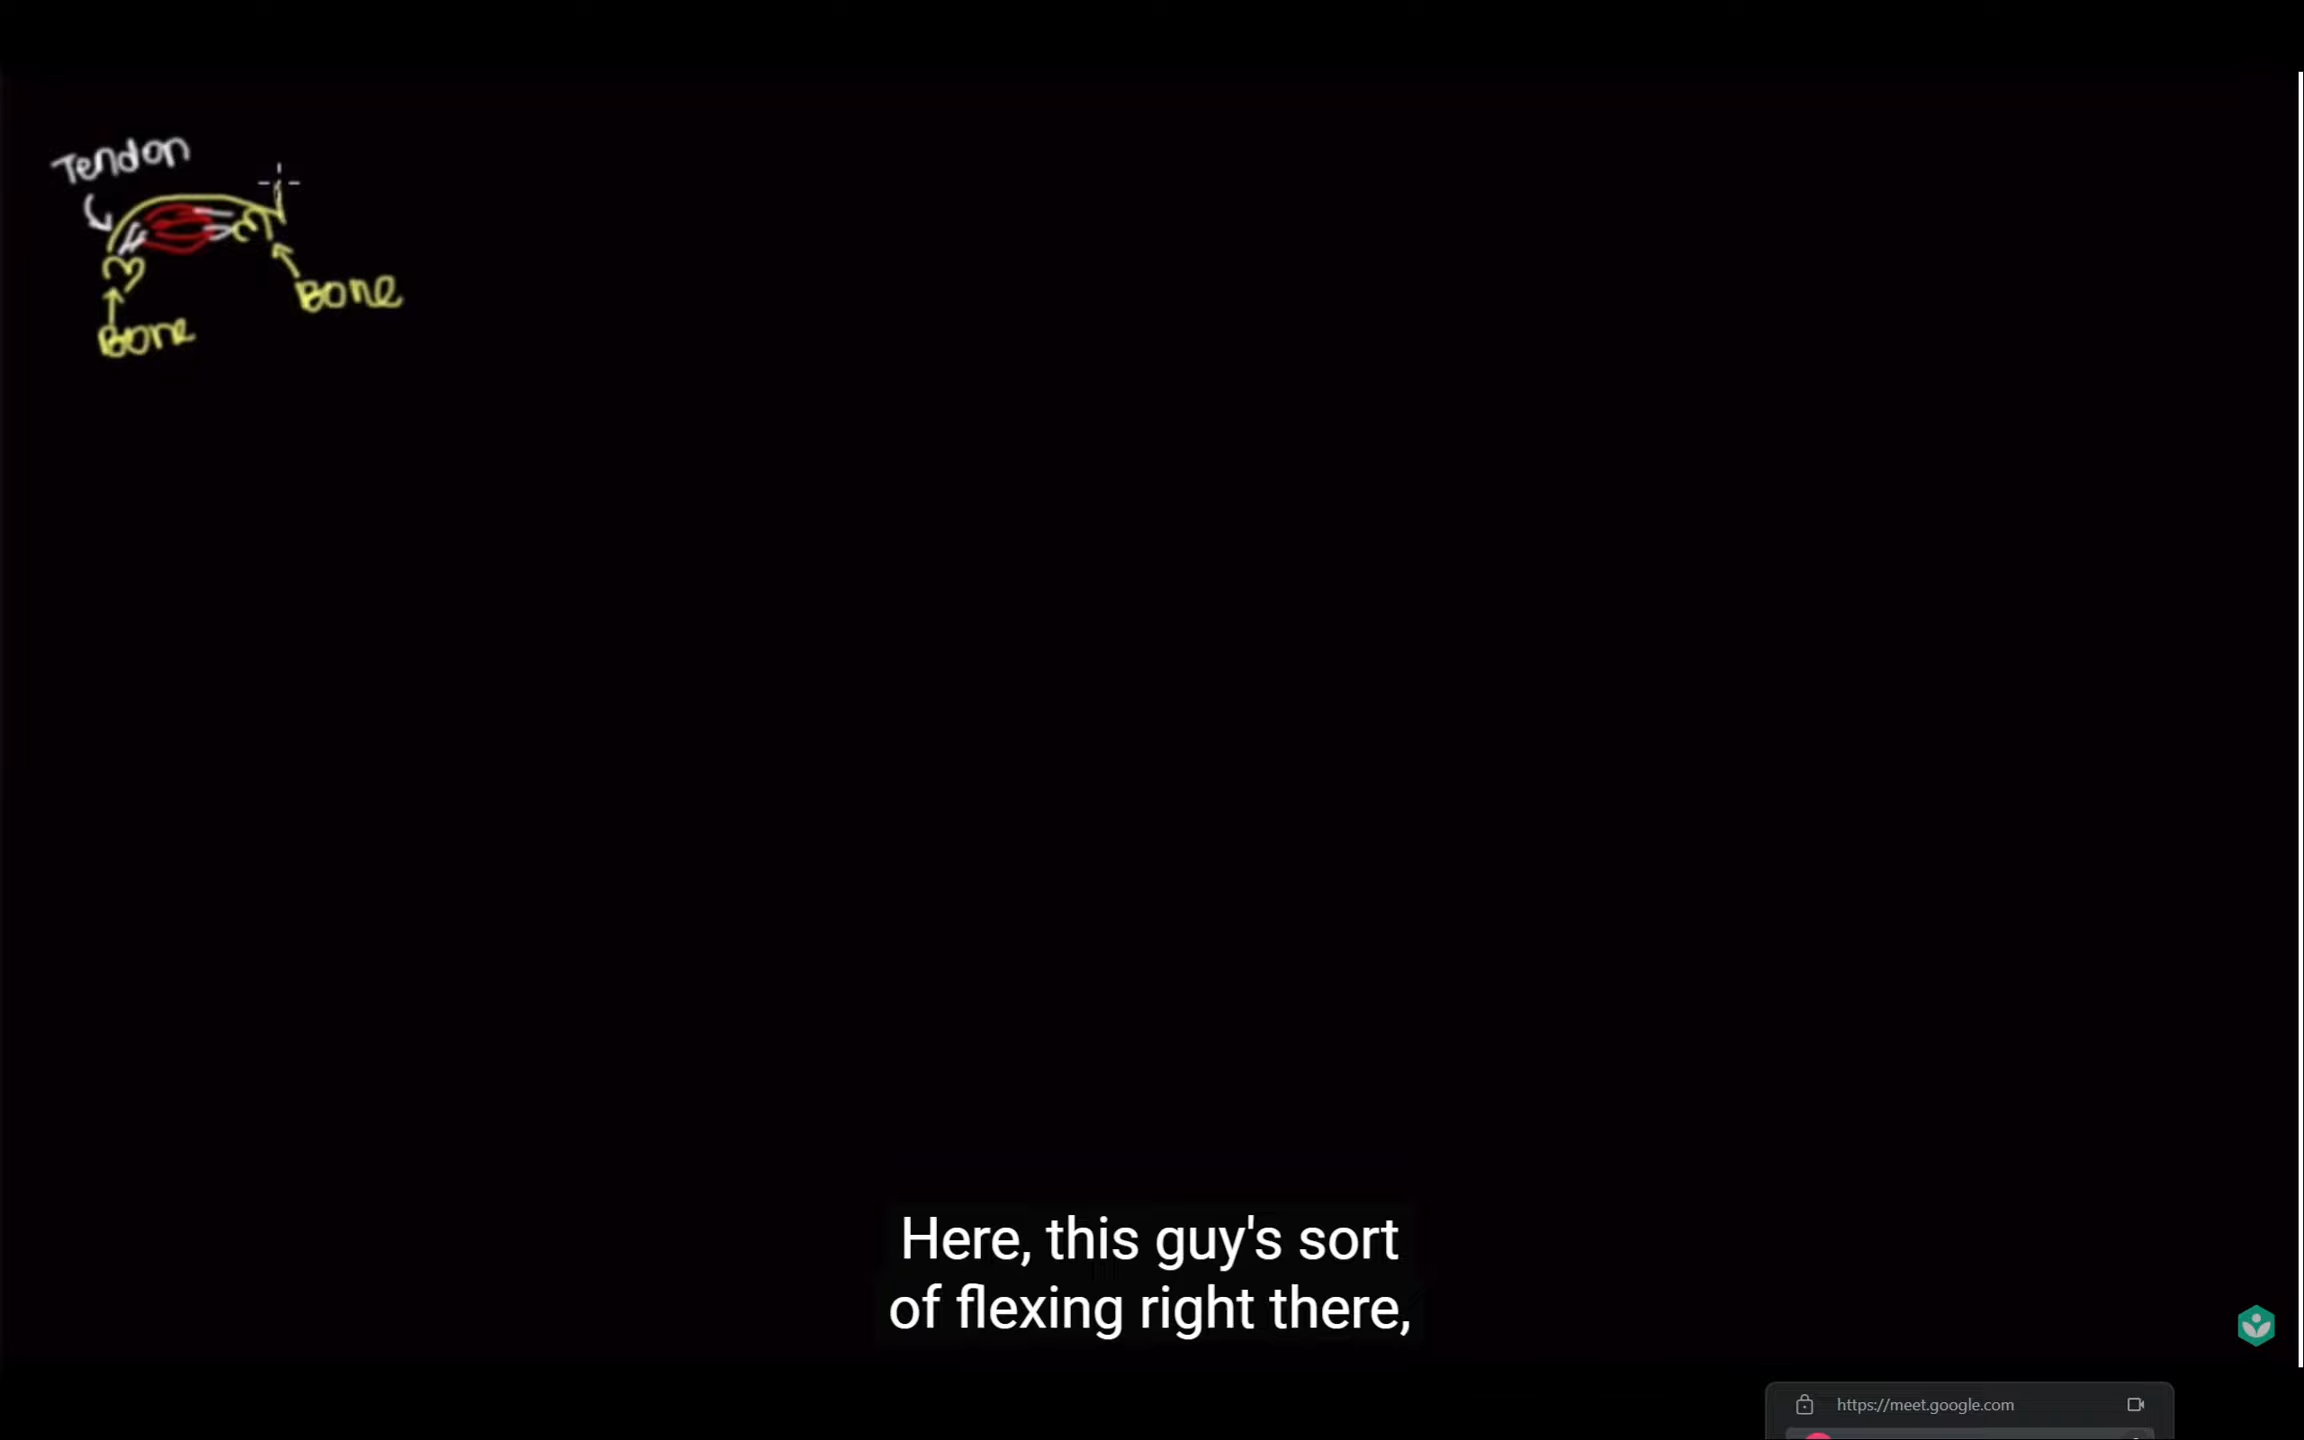 Tendon
Bone
Bone
Here, this guy's sort
of flexing right there,
https://meet.google.com